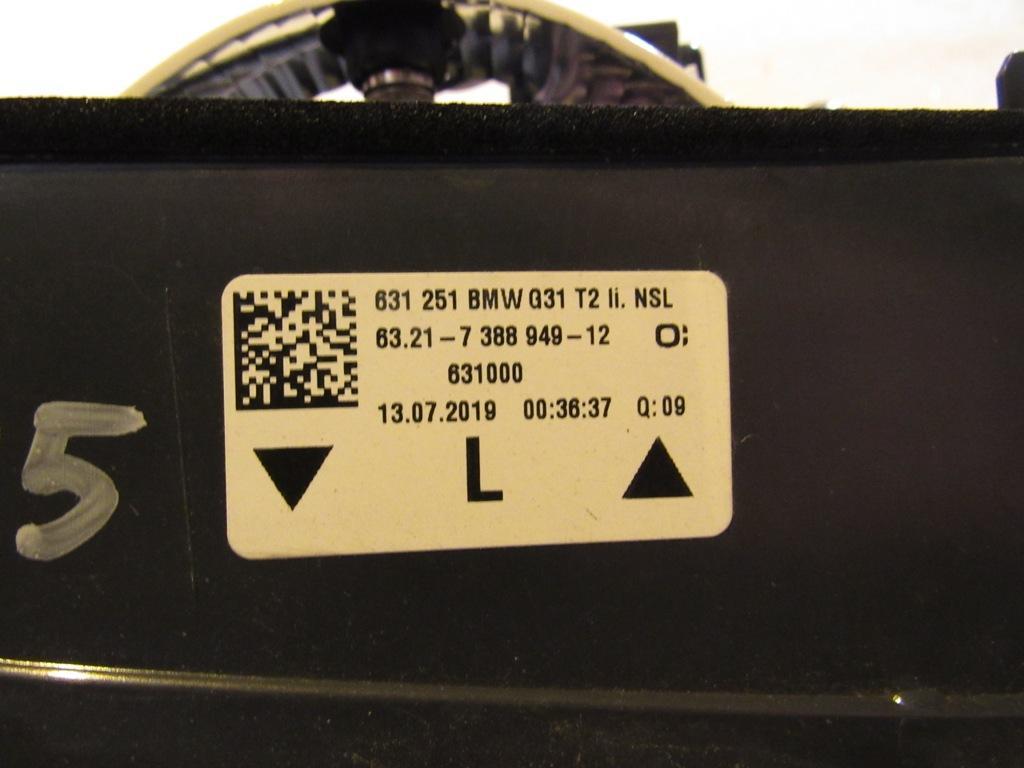 631 251 BMW G31 T2 li. NSL
63.21-7 388 949-12 O;
631000
13.07.2019 00:36:37 Q:09
L
5